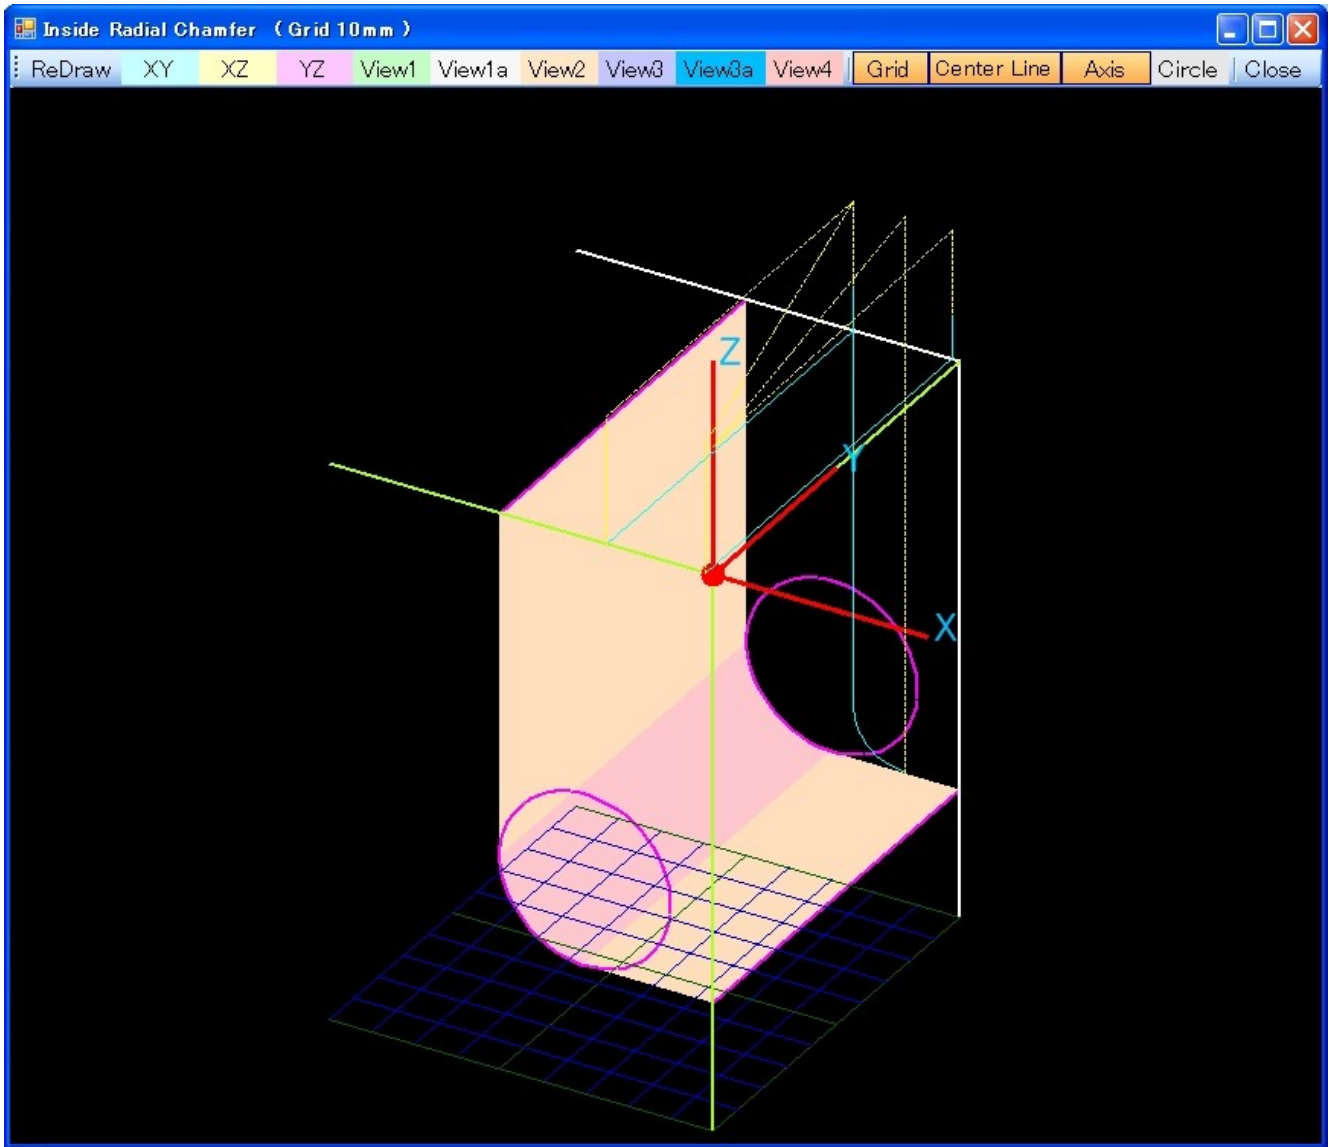 Inside Radial Chamfer ( Grid 10mm )
ReDraw XY XZ YZ View1 View1a View2 View3 View3a View4 Grid Center Line Axis Circle Close
Z
Y
X